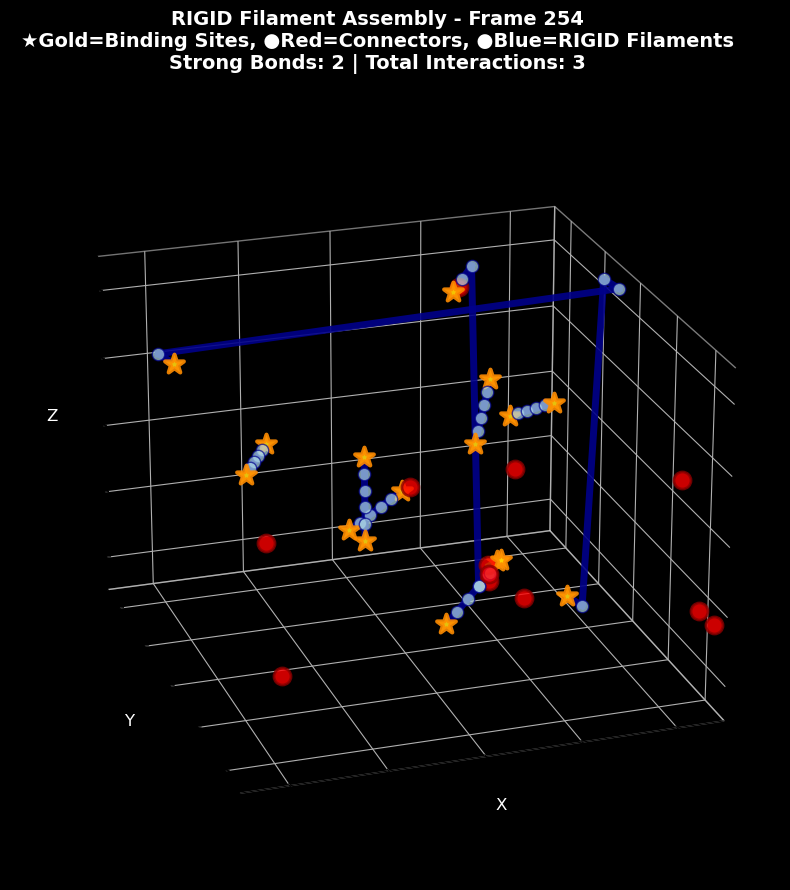 RIGID Filament Assembly - Frame 254
★Gold=Binding Sites, ●Red=Connectors, ●Blue=RIGID Filaments
Strong Bonds: 2 | Total Interactions: 3
Z
Y
X